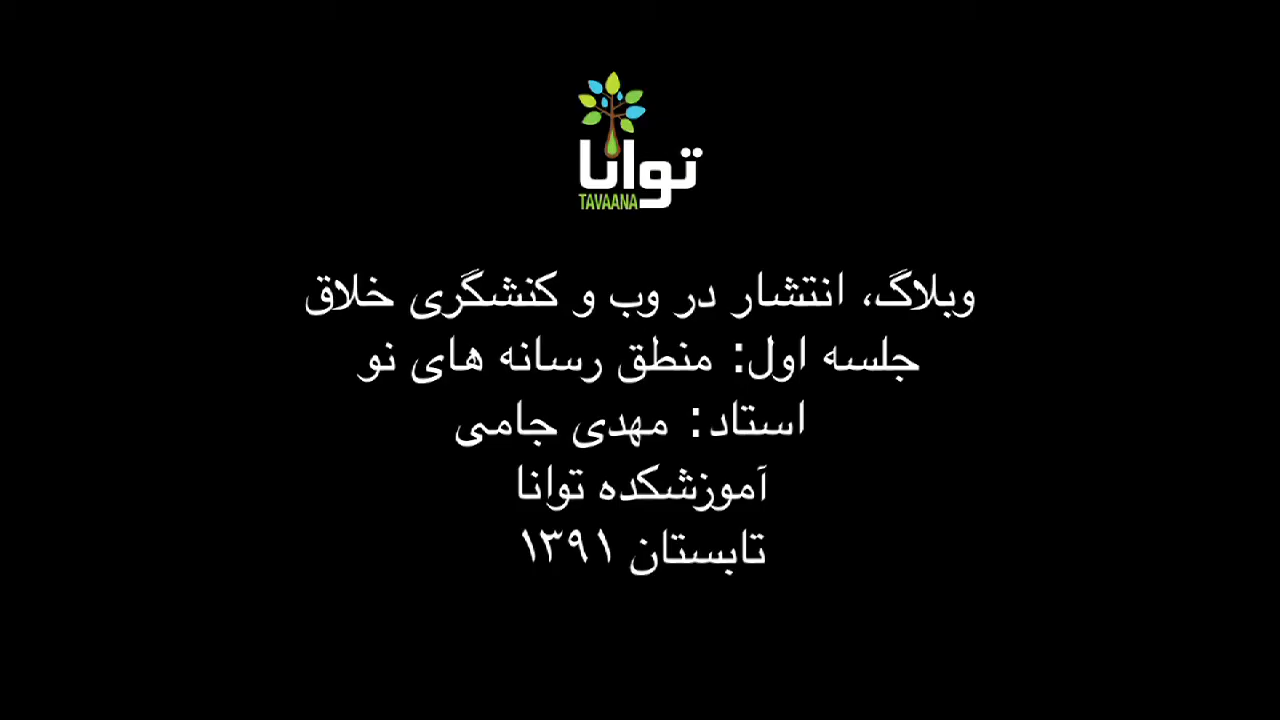 توانا
TAVAANA
وبلاگ، انتشار در وب و کنشگری خلاق
جلسه اول: منطق رسانه های نو
استاد: مهدی جامی
آموزشکده توانا
تابستان ۱۳۹۱